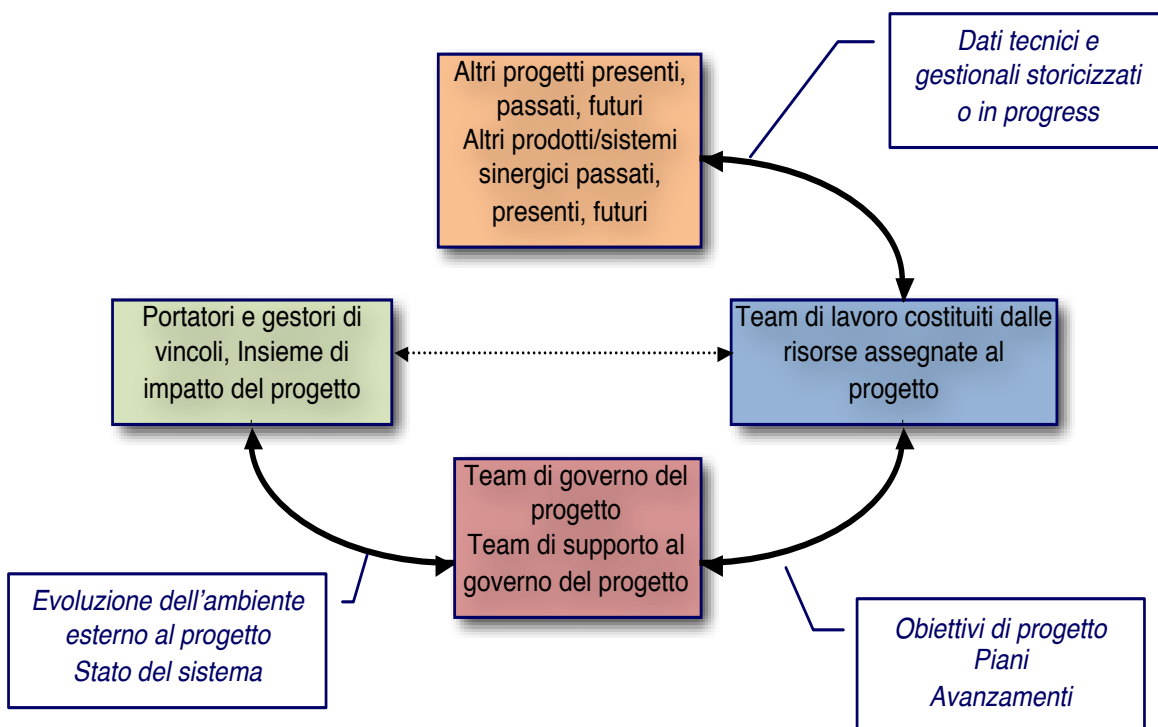 Altri progetti presenti,
passati, futuri
Altri prodotti/sistemi
sinergici passati,
presenti, futuri
Dati tecnici e
gestionali storicizzati
o in progress
Portatori e gestori di
vincoli, Insieme di
impatto del progetto
Team di lavoro costituiti dalle
risorse assegnate al
progetto
Team di governo del
progetto
Team di supporto al
governo del progetto
Evoluzione dell’ambiente
esterno al progetto
Stato del sistema
Obiettivi di progetto
Piani
Avanzamenti